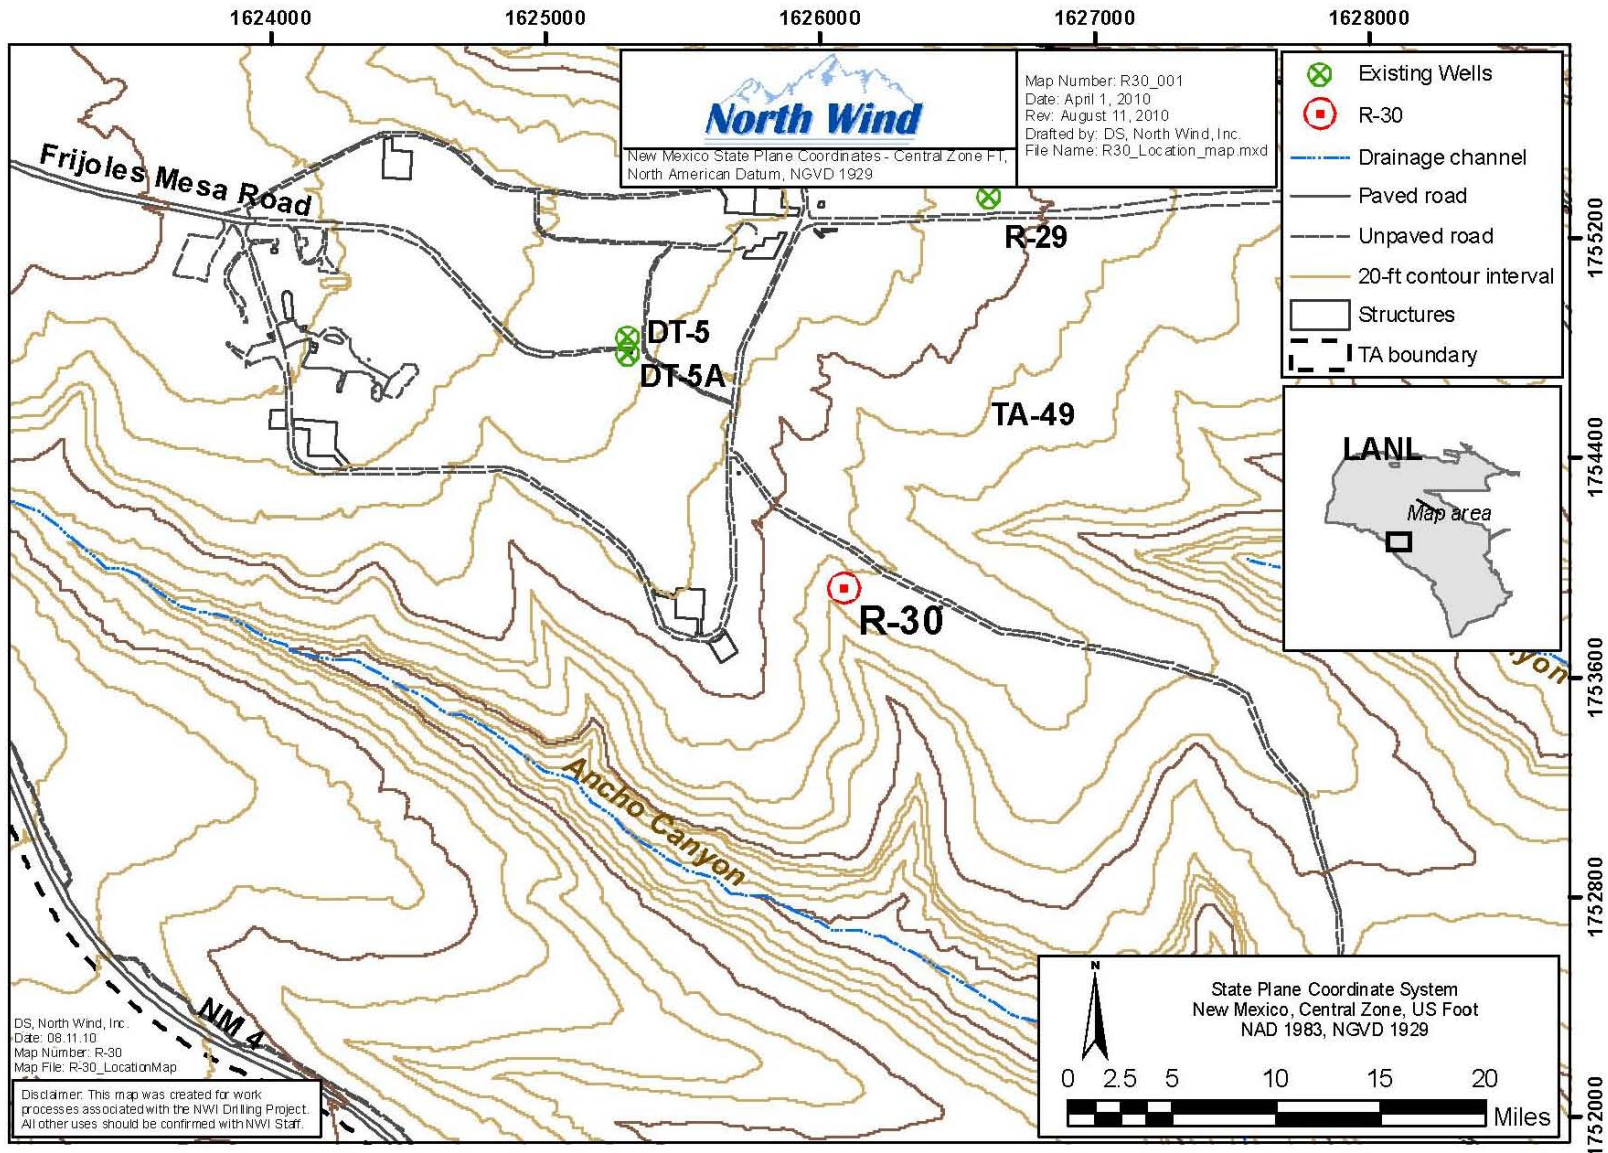 1624000 1625000 1626000 1627000 1628000
North Wind
New Mexico State Plane Coordinates - Central Zone FT,
North American Datum, NGVD 1929
Map Number: R30_001
Date: April 1, 2010
Rev: August 11, 2010
Drafted by: DS, North Wind, Inc.
File Name: R30_Location_map.mxd
Existing Wells
R-30
Drainage channel
Paved road
Unpaved road
20-ft contour interval
Structures
TA boundary
Frijoles Mesa Road
R-29
DT-5
DT-5A
TA-49
R-30
LANL
Map area
yon
Ancho Canyon
NM 4
1755200
1754400
1753600
1752800
1752000
DS, North Wind, Inc.
Date: 08.11.10
Map Number: R-30
Map File: R-30_LocationMap
Disclaimer: This map was created for work
processes associated with the NWI Drilling Project.
All other uses should be confirmed with NWI Staff.
N
State Plane Coordinate System
New Mexico, Central Zone, US Foot
NAD 1983, NGVD 1929
0 2.5 5 10 15 20
Miles